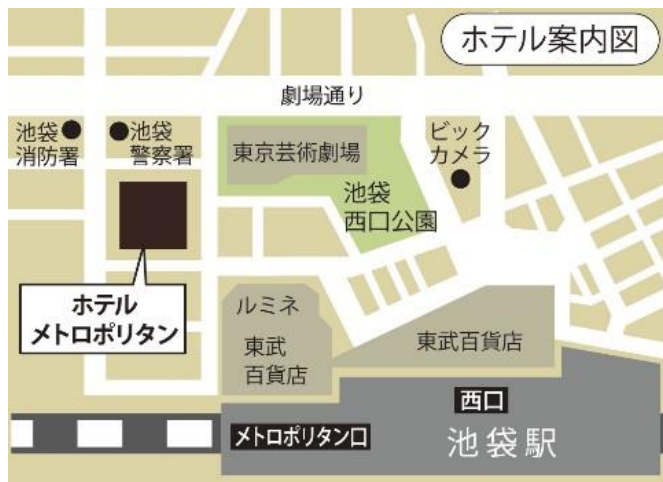 ホテル案内図
劇場通り
池袋
消防署
池袋
警察署
東京芸術劇場
ビック
カメラ
池袋
西口公園
ホテル
メトロポリタン
ルミネ
東武
百貨店
東武百貨店
西口
メトロポリタン口
池袋駅